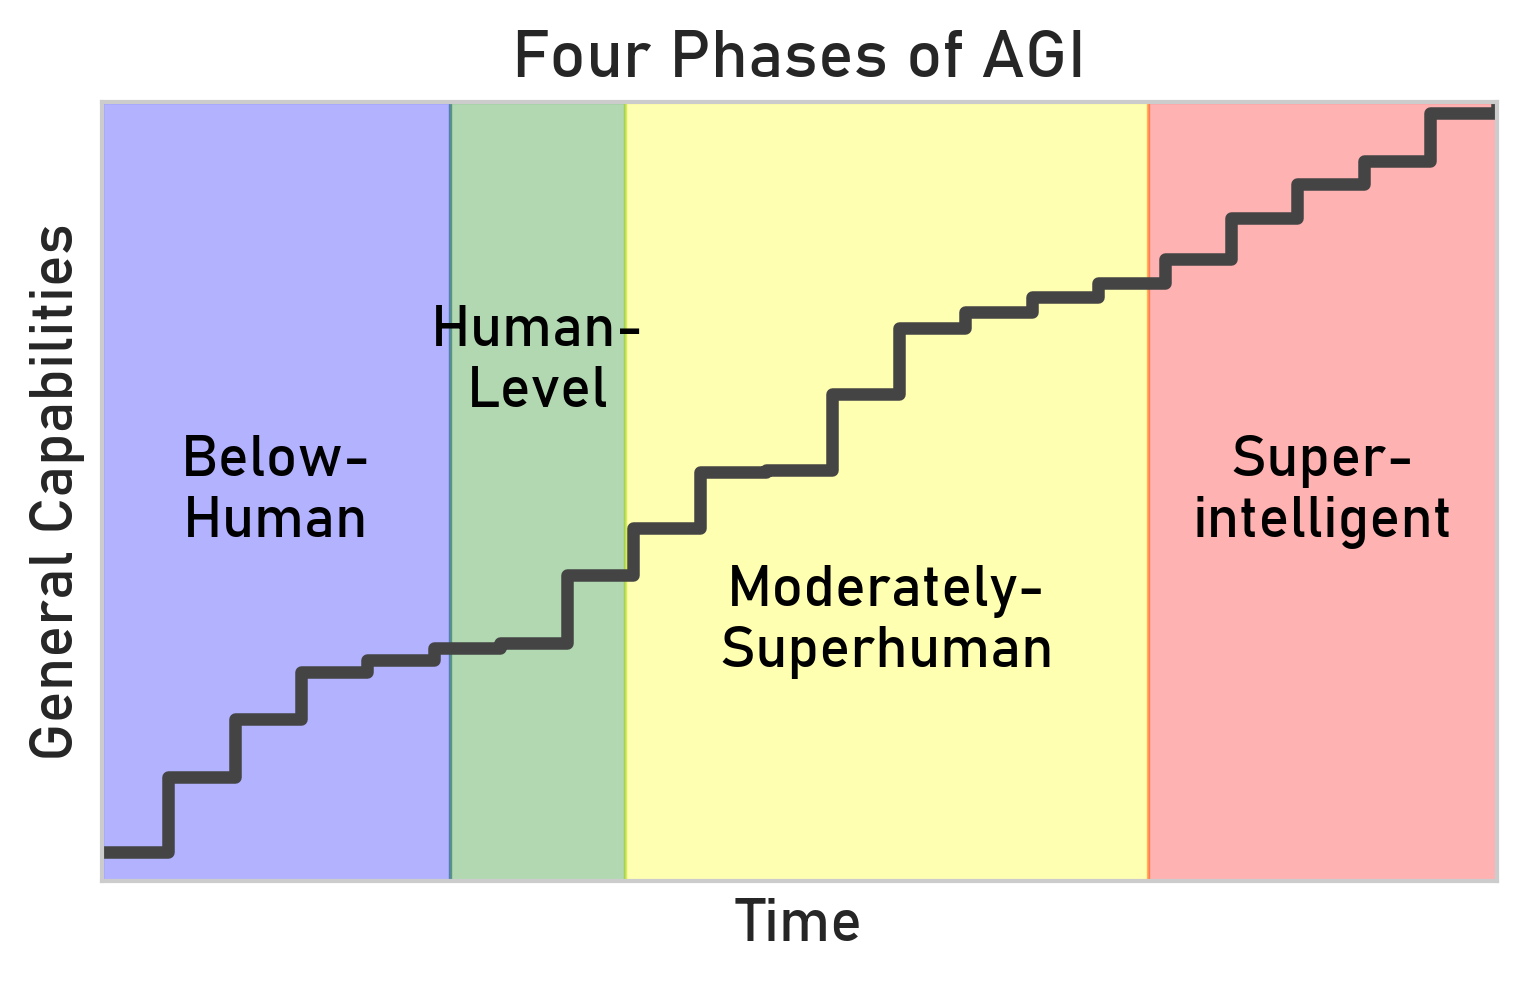 Four Phases of AGI
General Capabilities
Below-
Human
Human-
Level
Moderately-
Superhuman
Super-
intelligent
Time